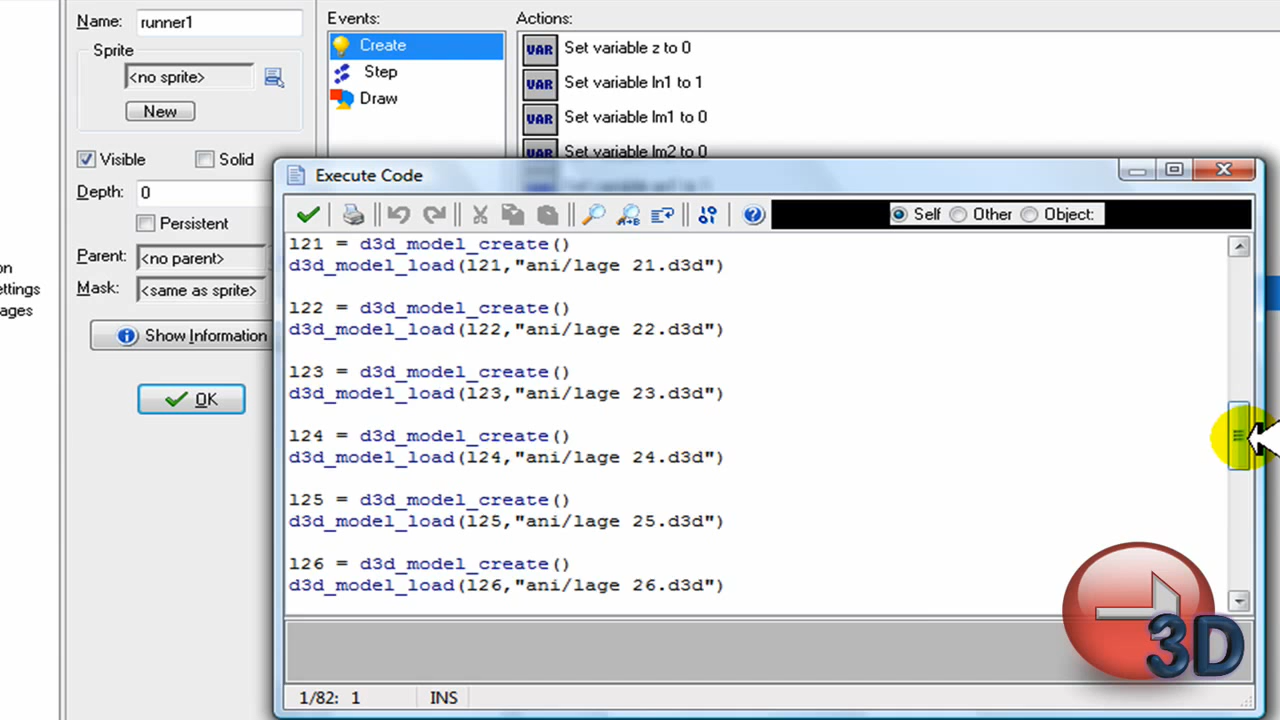 Name: runner1
Sprite
<no sprite>
New
Visible Solid
Depth: 0
Persistent
Parent: <no parent>
Mask: <same as sprite>
Show Information
OK
on
ettings
ages
Events:
Create
Step
Draw
Actions:
VAR Set variable z to 0
VAR Set variable ln1 to 1
VAR Set variable lm1 to 0
VAR Set variable lm2 to 0
Execute Code
Self Other Object:
l21 = d3d_model_create()
d3d_model_load(l21,"ani/lage 21.d3d")
l22 = d3d_model_create()
d3d_model_load(l22,"ani/lage 22.d3d")
l23 = d3d_model_create()
d3d_model_load(l23,"ani/lage 23.d3d")
l24 = d3d_model_create()
d3d_model_load(l24,"ani/lage 24.d3d")
l25 = d3d_model_create()
d3d_model_load(l25,"ani/lage 25.d3d")
l26 = d3d_model_create()
d3d_model_load(l26,"ani/lage 26.d3d")
1/82: 1 INS
3D